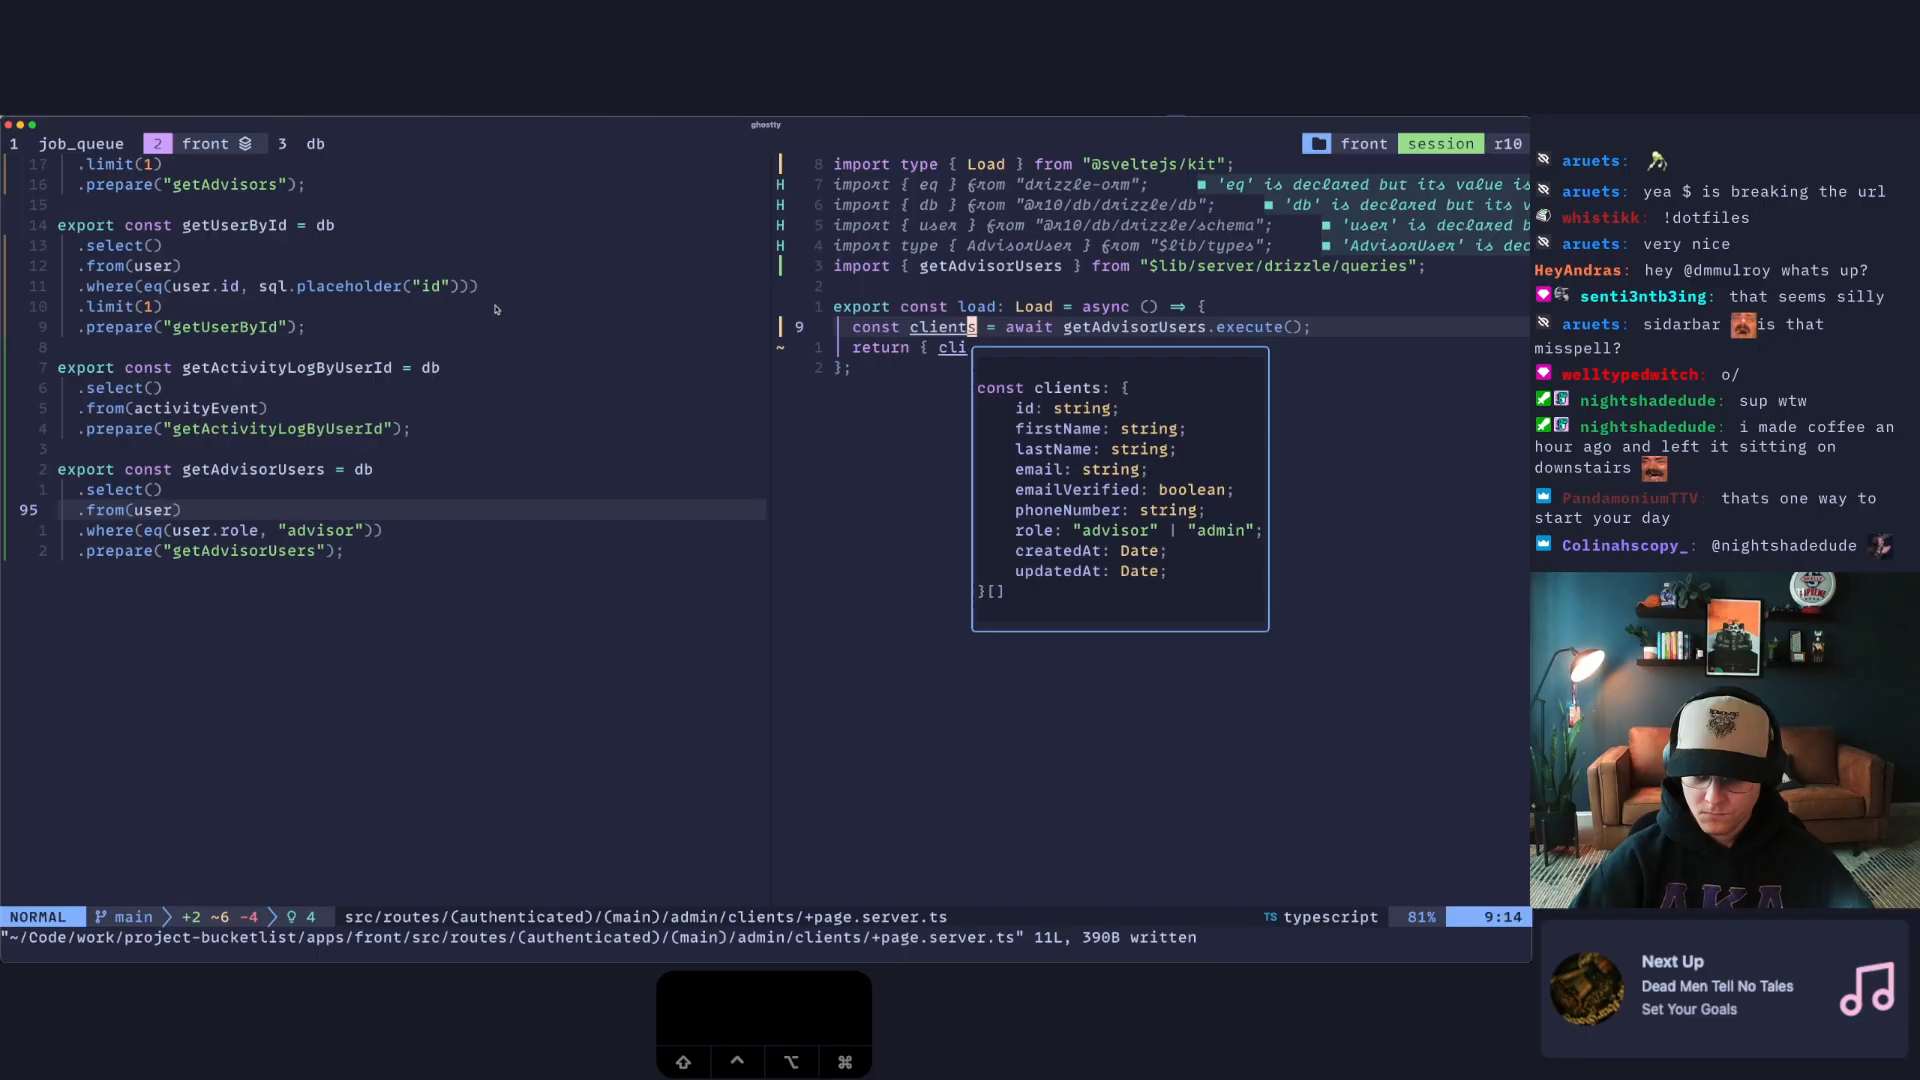 ghostty
1 job_queue 2 front 3 db
front session r10
17 .limit(1)
16 .prepare("getAdvisors");
15
14 export const getUserById = db
13 .select()
12 .from(user)
11 .where(eq(user.id, sql.placeholder("id")))
10 .limit(1)
9 .prepare("getUserById");
8
7 export const getActivityLogByUserId = db
6 .select()
5 .from(activityEvent)
4 .prepare("getActivityLogByUserId");
3
2 export const getAdvisorUsers = db
1 .select()
95 .from(user)
1 .where(eq(user.role, "advisor"))
2 .prepare("getAdvisorUsers");
8 import type { Load } from "@sveltejs/kit";
H 7 import { eq } from "drizzle-orm"; ■ 'eq' is declared but its value is
H 6 import { db } from "@r10/db/drizzle/db"; ■ 'db' is declared but its v
H 5 import { user } from "@r10/db/drizzle/schema"; ■ 'user' is declared b
H 4 import type { AdvisorUser } from "$lib/types"; ■ 'AdvisorUser' is dec
3 import { getAdvisorUsers } from "$lib/server/drizzle/queries";
2
1 export const load: Load = async () => {
9 const clients = await getAdvisorUsers.execute();
~ 1 return { cli
2 };
const clients: {
id: string;
firstName: string;
lastName: string;
email: string;
emailVerified: boolean;
phoneNumber: string;
role: "advisor" | "admin";
createdAt: Date;
updatedAt: Date;
}[]
NORMAL main +2 ~6 -4 4 src/routes/(authenticated)/(main)/admin/clients/+page.server.ts TS typescript 81% 9:14
"~/Code/work/project-bucketlist/apps/front/src/routes/(authenticated)/(main)/admin/clients/+page.server.ts" 11L, 390B written
aruets:
aruets: yea $ is breaking the url
whistikk: !dotfiles
aruets: very nice
HeyAndras: hey @dmmulroy whats up?
senti3ntb3ing: that seems silly
aruets: sidarbar is that
misspell?
welltypedwitch: o/
nightshadedude: sup wtw
nightshadedude: i made coffee an
hour ago and left it sitting on
downstairs
PandamoniumTTV: thats one way to
start your day
Colinahscopy_: @nightshadedude
Next Up
Dead Men Tell No Tales
Set Your Goals